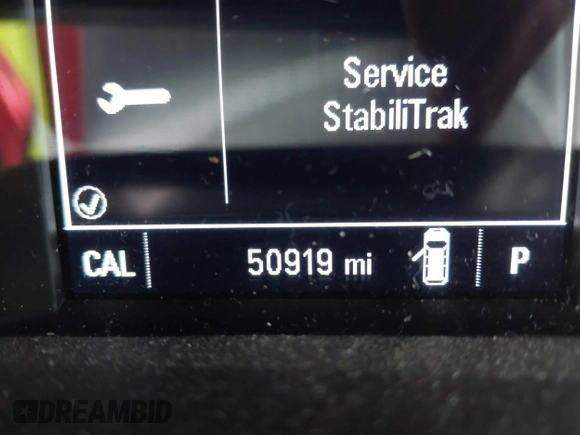 Service
StabiliTrak
CAL 50919 mi P
DREAMBID